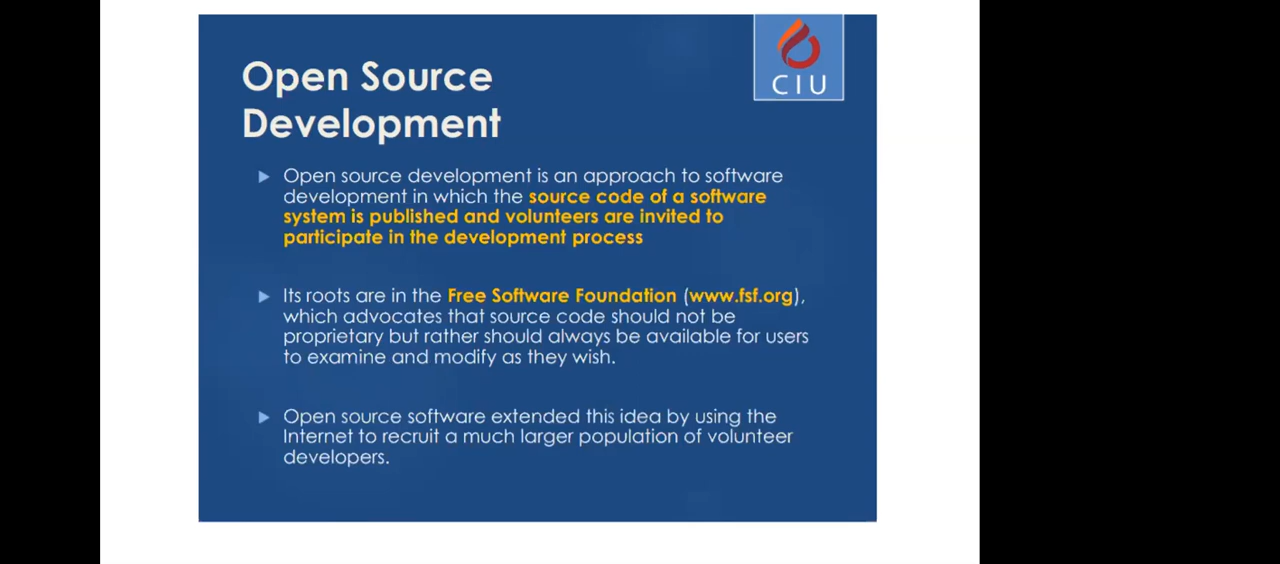 CIU
Open Source
Development
Open source development is an approach to software
development in which the source code of a software
system is published and volunteers are invited to
participate in the development process
Its roots are in the Free Software Foundation (www.fsf.org),
which advocates that source code should not be
proprietary but rather should always be available for users
to examine and modify as they wish.
Open source software extended this idea by using the
Internet to recruit a much larger population of volunteer
developers.